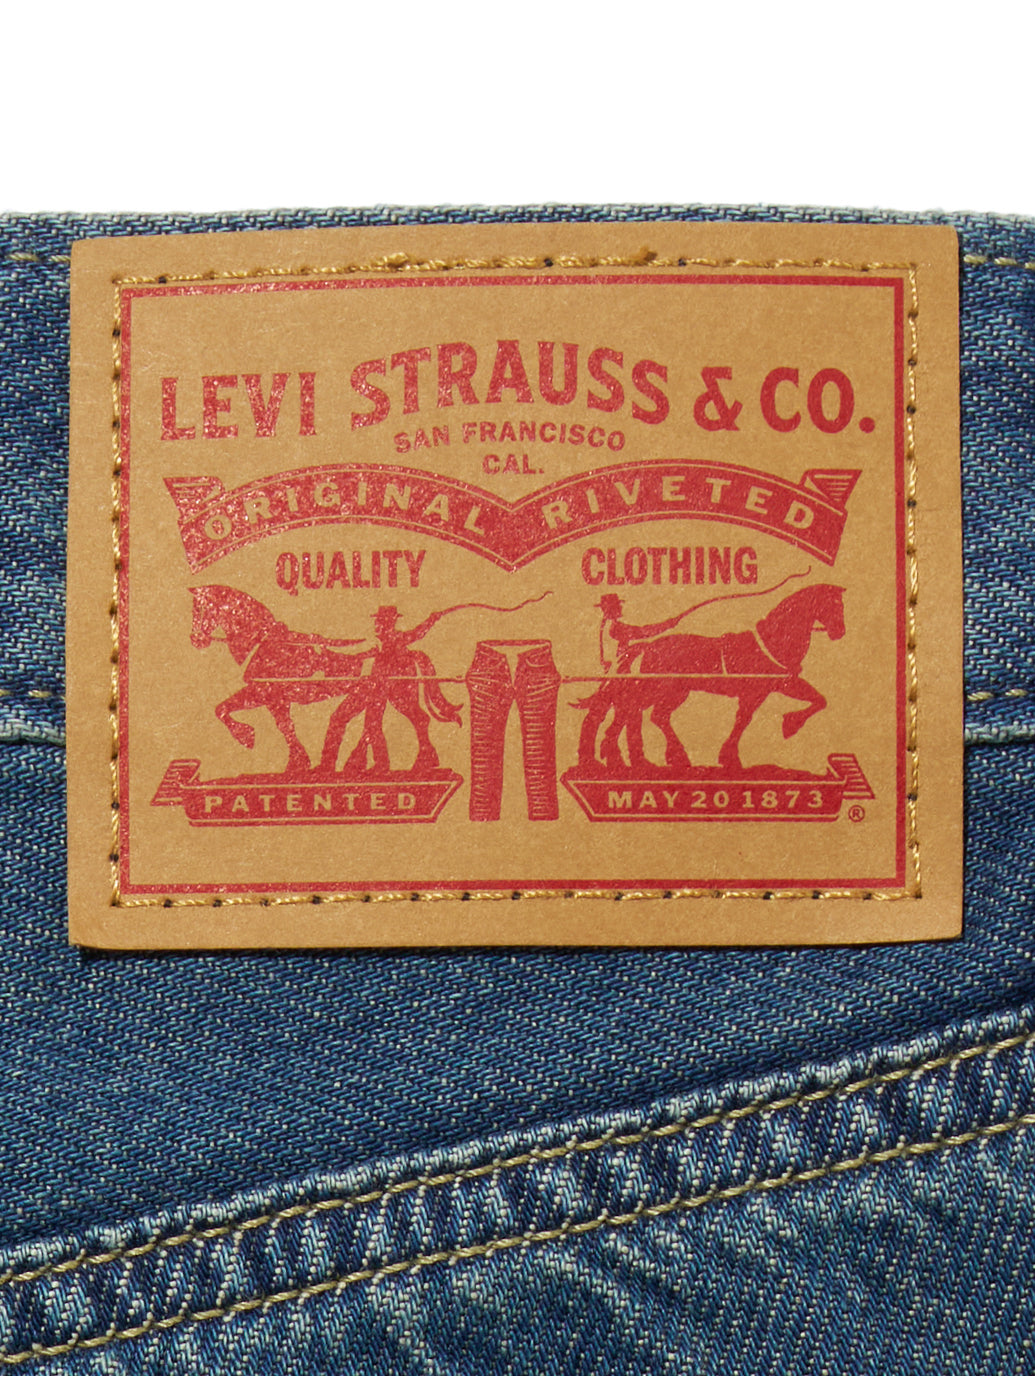 LEVI STRAUSS & CO.
SAN FRANCISCO
CAL.
ORIGINAL RIVETED
QUALITY CLOTHING
PATENTED MAY 20 1873 ®